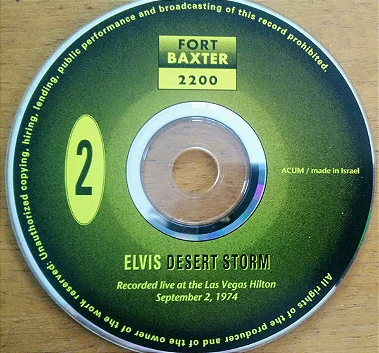 FORT
BAXTER
2200
2
ACUM / made in Israel
ELVIS DESERT STORM
Recorded live at the Las Vegas Hilton
September 2, 1974
All rights of the producer and of the owner of the work reserved: Unauthorized copying, hiring, lending, public performance and broadcasting of this record prohibited.